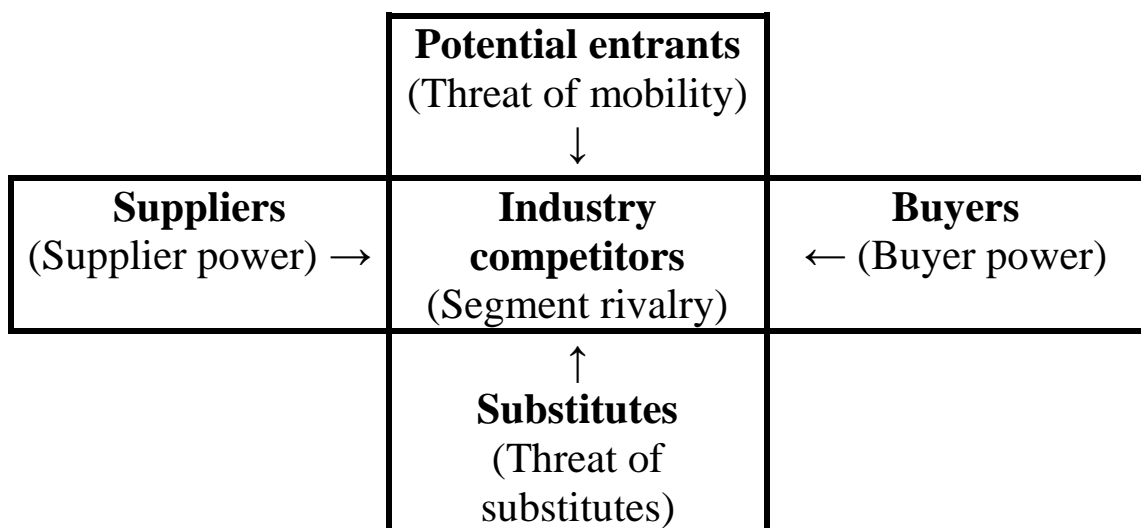 Potential entrants
(Threat of mobility)
↓
Suppliers
(Supplier power) →
Industry
competitors
(Segment rivalry)
Buyers
← (Buyer power)
↑
Substitutes
(Threat of
substitutes)